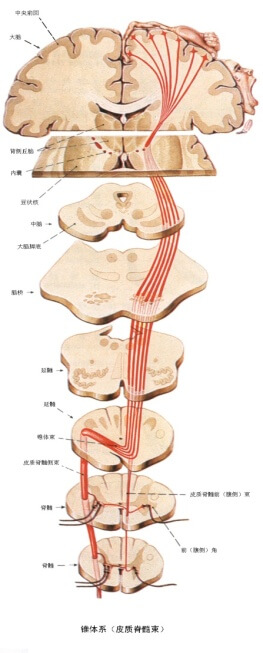 中央前回
大脑
背侧丘脑
内囊
豆状核
中脑
大脑脚底
脑桥
延髓
延髓
锥体束
皮质脊髓侧束
皮质脊髓前(腹侧)束
脊髓
前(腹侧)角
脊髓
锥体系(皮质脊髓束)